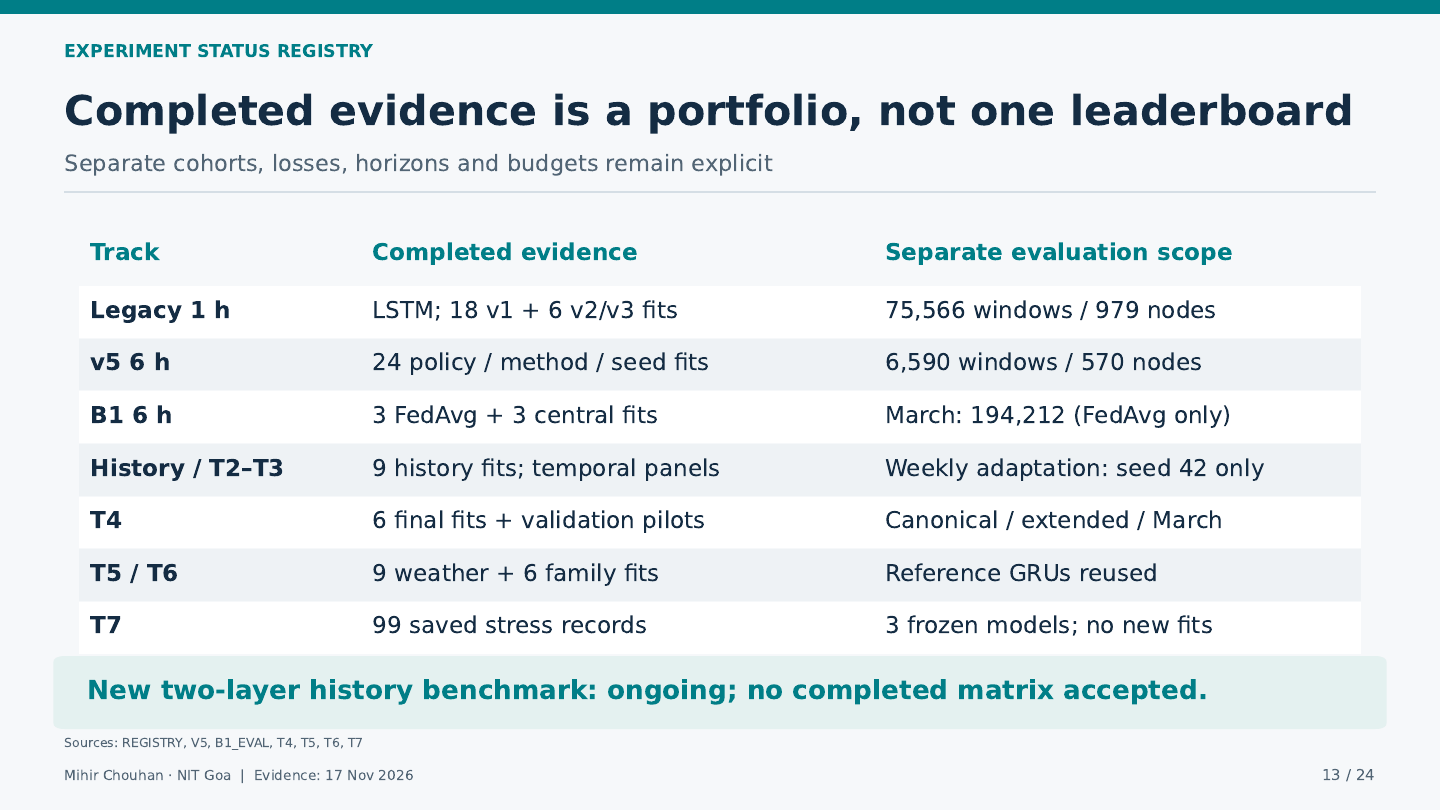 EXPERIMENT STATUS REGISTRY
Completed evidence is a portfolio, not one leaderboard
Separate cohorts, losses, horizons and budgets remain explicit
Track Completed evidence Separate evaluation scope
Legacy 1 h LSTM; 18 v1 + 6 v2/v3 fits 75,566 windows / 979 nodes
v5 6 h 24 policy / method / seed fits 6,590 windows / 570 nodes
B1 6 h 3 FedAvg + 3 central fits March: 194,212 (FedAvg only)
History / T2–T3 9 history fits; temporal panels Weekly adaptation: seed 42 only
T4 6 final fits + validation pilots Canonical / extended / March
T5 / T6 9 weather + 6 family fits Reference GRUs reused
T7 99 saved stress records 3 frozen models; no new fits
New two-layer history benchmark: ongoing; no completed matrix accepted.
Sources: REGISTRY, V5, B1_EVAL, T4, T5, T6, T7
Mihir Chouhan · NIT Goa | Evidence: 17 Nov 2026 13 / 24